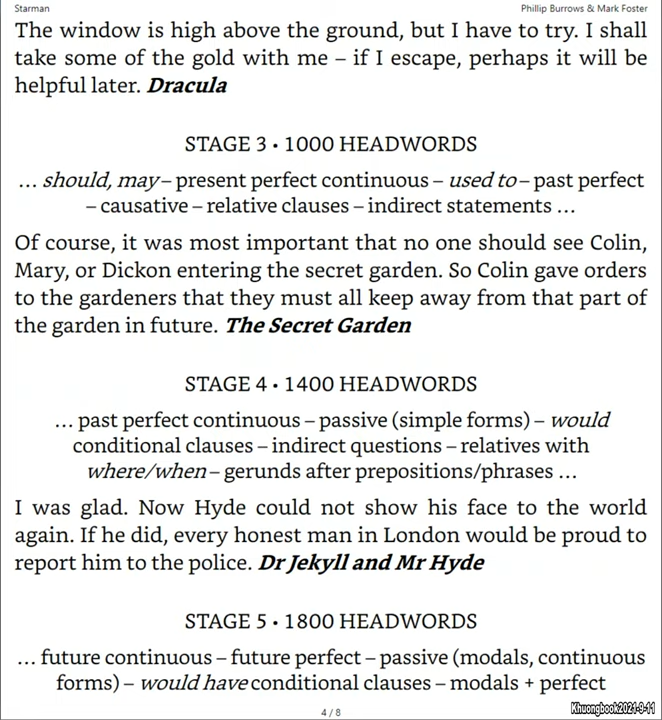 Starman
Phillip Burrows & Mark Foster
The window is high above the ground, but I have to try. I shall
take some of the gold with me – if I escape, perhaps it will be
helpful later. Dracula
STAGE 3 • 1000 HEADWORDS
… should, may – present perfect continuous – used to – past perfect
– causative – relative clauses – indirect statements …
Of course, it was most important that no one should see Colin,
Mary, or Dickon entering the secret garden. So Colin gave orders
to the gardeners that they must all keep away from that part of
the garden in future. The Secret Garden
STAGE 4 • 1400 HEADWORDS
… past perfect continuous – passive (simple forms) – would
conditional clauses – indirect questions – relatives with
where/when – gerunds after prepositions/phrases …
I was glad. Now Hyde could not show his face to the world
again. If he did, every honest man in London would be proud to
report him to the police. Dr Jekyll and Mr Hyde
STAGE 5 • 1800 HEADWORDS
… future continuous – future perfect – passive (modals, continuous
forms) – would have conditional clauses – modals + perfect
4 / 8
Khuongbook2021-9-11